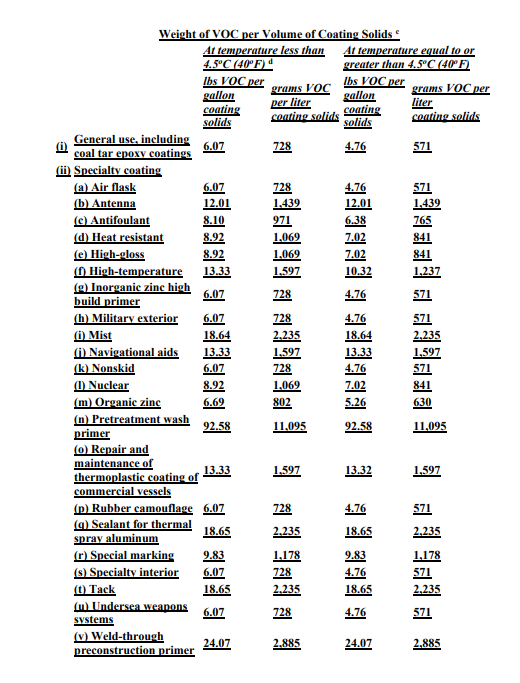 Weight of VOC per Volume of Coating Solids c
At temperature less than 4.5ºC (40ºF) d At temperature equal to or greater than 4.5ºC (40ºF)
lbs VOC per gallon coating solids grams VOC per liter coating solids lbs VOC per gallon coating solids grams VOC per liter coating solids
(i) General use, including coal tar epoxy coatings 6.07 728 4.76 571
(ii) Specialty coating
(a) Air flask 6.07 728 4.76 571
(b) Antenna 12.01 1,439 12.01 1,439
(c) Antifoulant 8.10 971 6.38 765
(d) Heat resistant 8.92 1,069 7.02 841
(e) High-gloss 8.92 1,069 7.02 841
(f) High-temperature 13.33 1,597 10.32 1,237
(g) Inorganic zinc high build primer 6.07 728 4.76 571
(h) Military exterior 6.07 728 4.76 571
(i) Mist 18.64 2,235 18.64 2,235
(j) Navigational aids 13.33 1,597 13.33 1,597
(k) Nonskid 6.07 728 4.76 571
(l) Nuclear 8.92 1,069 7.02 841
(m) Organic zinc 6.69 802 5.26 630
(n) Pretreatment wash primer 92.58 11,095 92.58 11,095
(o) Repair and maintenance of thermoplastic coating of commercial vessels 13.33 1,597 13.32 1,597
(p) Rubber camouflage 6.07 728 4.76 571
(q) Sealant for thermal spray aluminum 18.65 2,235 18.65 2,235
(r) Special marking 9.83 1,178 9.83 1,178
(s) Specialty interior 6.07 728 4.76 571
(t) Tack 18.65 2,235 18.65 2,235
(u) Undersea weapons systems 6.07 728 4.76 571
(v) Weld-through preconstruction primer 24.07 2,885 24.07 2,885